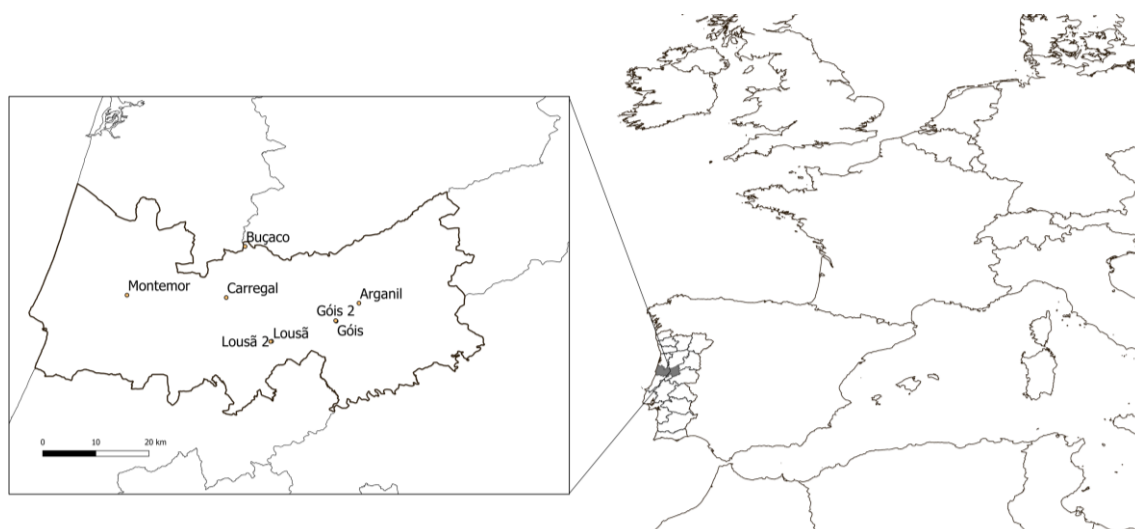 Buçaco
Montemor
Carregal
Arganil
Góis 2
Góis
Lousã
Lousã 2
0 10 20 km